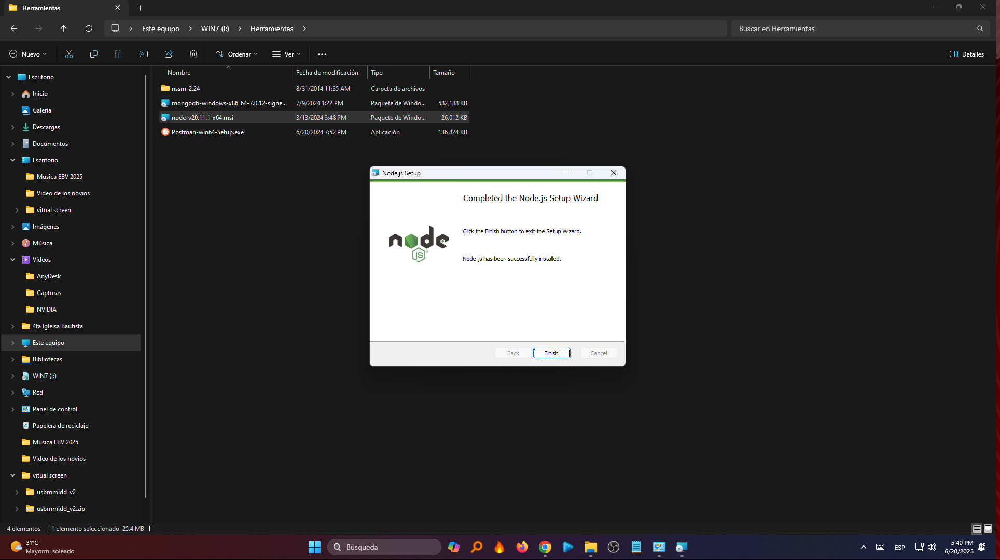 Herramientas
Este equipo
WIN7 (I:)
Herramientas
Buscar en Herramientas
Nuevo
Ordenar
Ver
Detalles
Nombre
Fecha de modificación
Tipo
Tamaño
nssm-2.24
8/31/2014 11:35 AM
Carpeta de archivos
mongodb-windows-x86_64-7.0.12-signe...
7/9/2024 1:22 PM
Paquete de Windo...
582,188 KB
node-v20.11.1-x64.msi
3/13/2024 3:48 PM
Paquete de Windo...
26,012 KB
Postman-win64-Setup.exe
6/20/2024 7:52 PM
Aplicación
136,824 KB
Escritorio
Inicio
Galería
Descargas
Documentos
Escritorio
Musica EBV 2025
Video de los novios
vitual screen
Imágenes
Música
Vídeos
AnyDesk
Capturas
NVIDIA
4ta Igleisa Bautista
Este equipo
Bibliotecas
WIN7 (I:)
Red
Panel de control
Papelera de reciclaje
Musica EBV 2025
Video de los novios
vitual screen
usbmmidd_v2
usbmmidd_v2.zip
Node.js Setup
Completed the Node.js Setup Wizard
Click the Finish button to exit the Setup Wizard.
node
JS
Node.js has been successfully installed.
Back
Finish
Cancel
4 elementos
1 elemento seleccionado 25.4 MB
31°C
Mayorm. soleado
Búsqueda
ESP
5:40 PM
6/20/2025